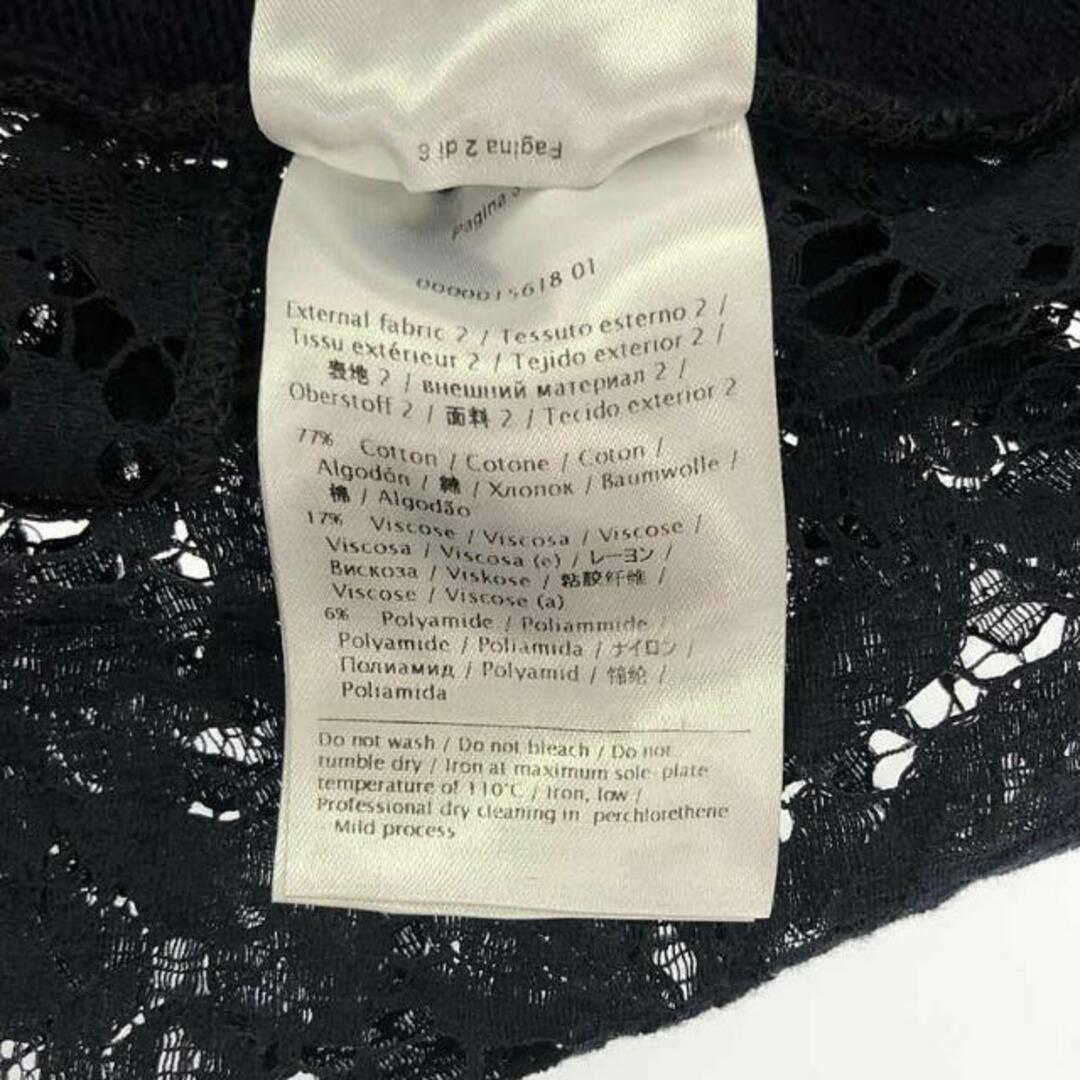 Pagina 2 di 6
Pagina 3
0000015618 01
External fabric 2 / Tessuto esterno 2 /
Tissu extérieur 2 / Tejido exterior 2 /
表地 2 / внешний материал 2 /
Oberstoff 2 / 面料 2 / Tecido exterior 2
77% Cotton / Cotone / Coton /
Algodón / 綿 / Хлопок / Baumwolle /
棉 / Algodão
17% Viscose / Viscosa / Viscose /
Viscosa / Viscosa (e) / レーヨン /
Вискоза / Viskose / 粘胶纤维 /
Viscose / Viscose (a)
6% Polyamide / Poliammide /
Polyamide / Poliamida / ナイロン /
Полиамид / Polyamid / 锦纶 /
Poliamida
Do not wash / Do not bleach / Do not
tumble dry / Iron at maximum sole-plate
temperature of 110°C / Iron, low /
Professional dry cleaning in perchlorethene
- Mild process